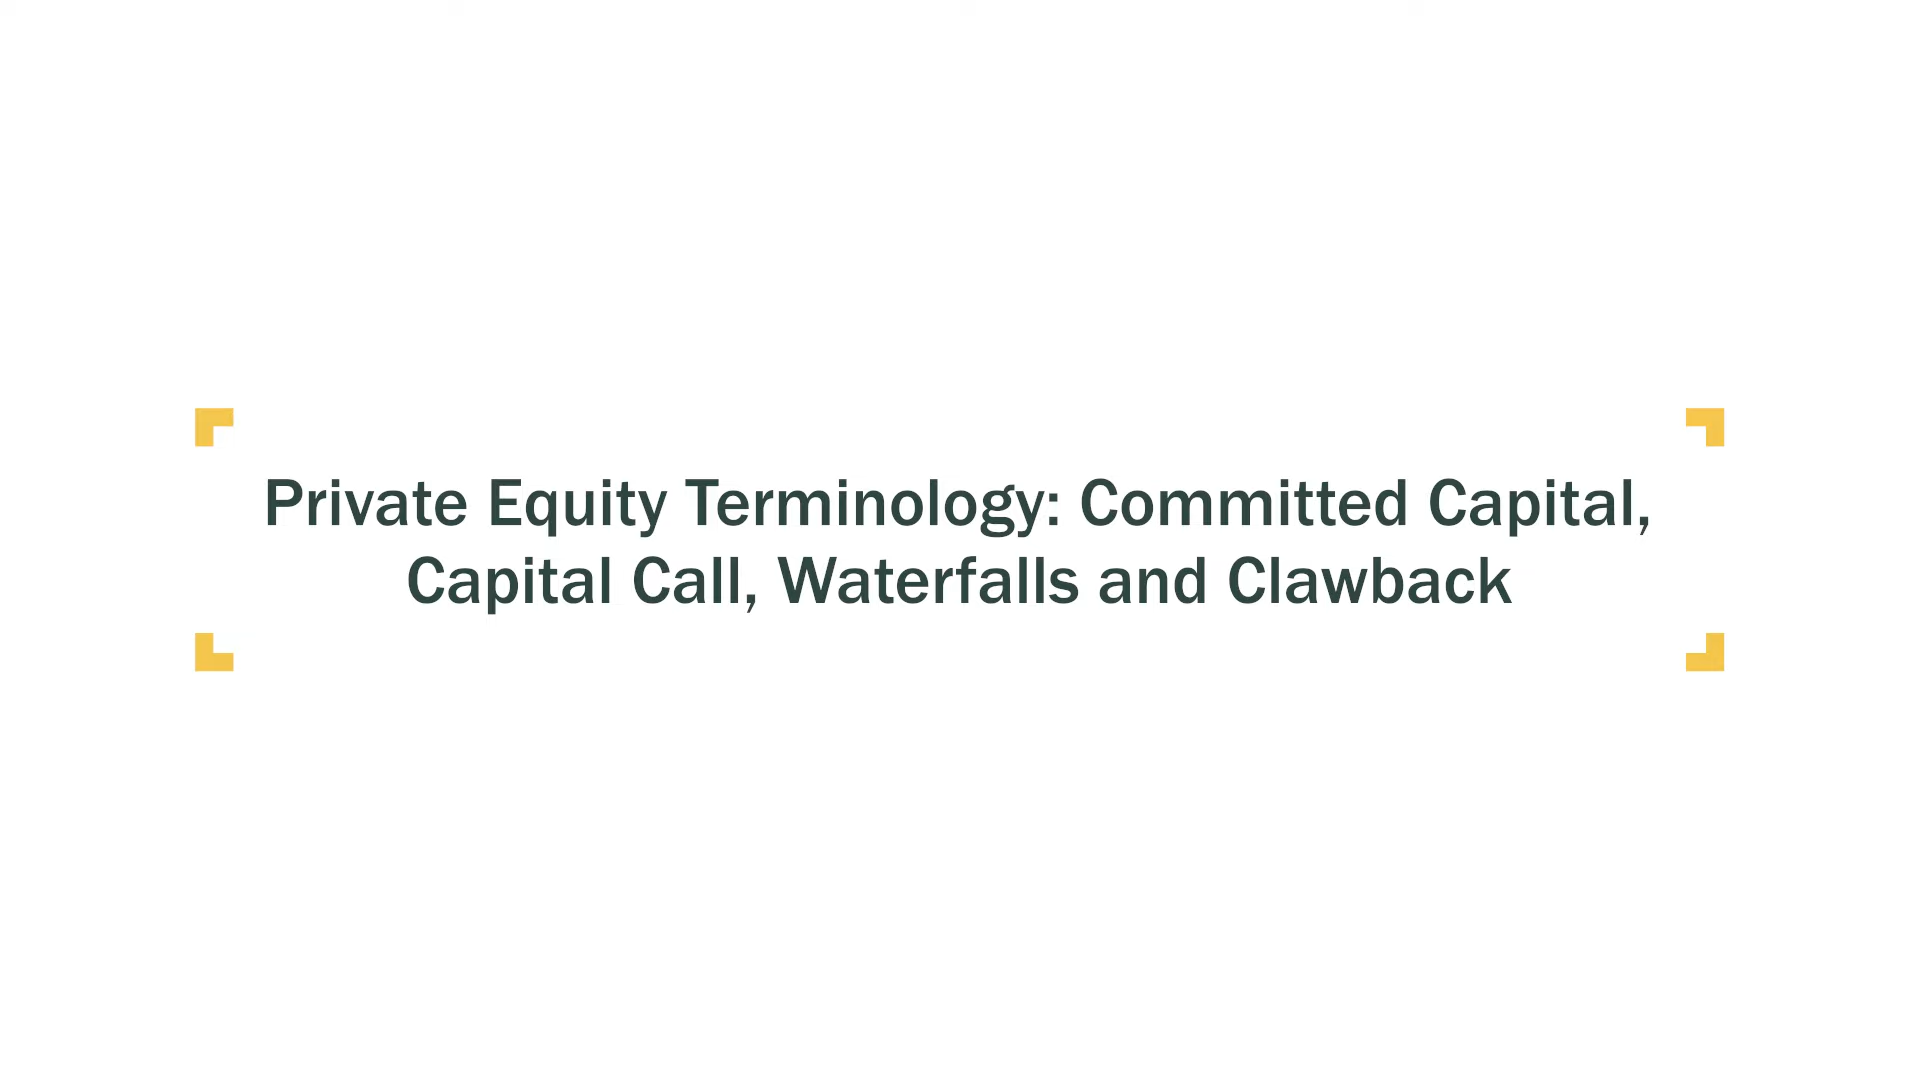 Private Equity Terminology: Committed Capital,
Capital Call, Waterfalls and Clawback